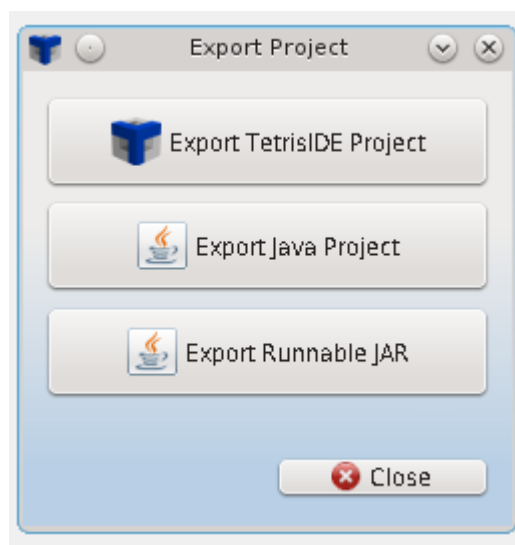 Export Project
Export TetrisIDE Project
Export Java Project
Export Runnable JAR
Close